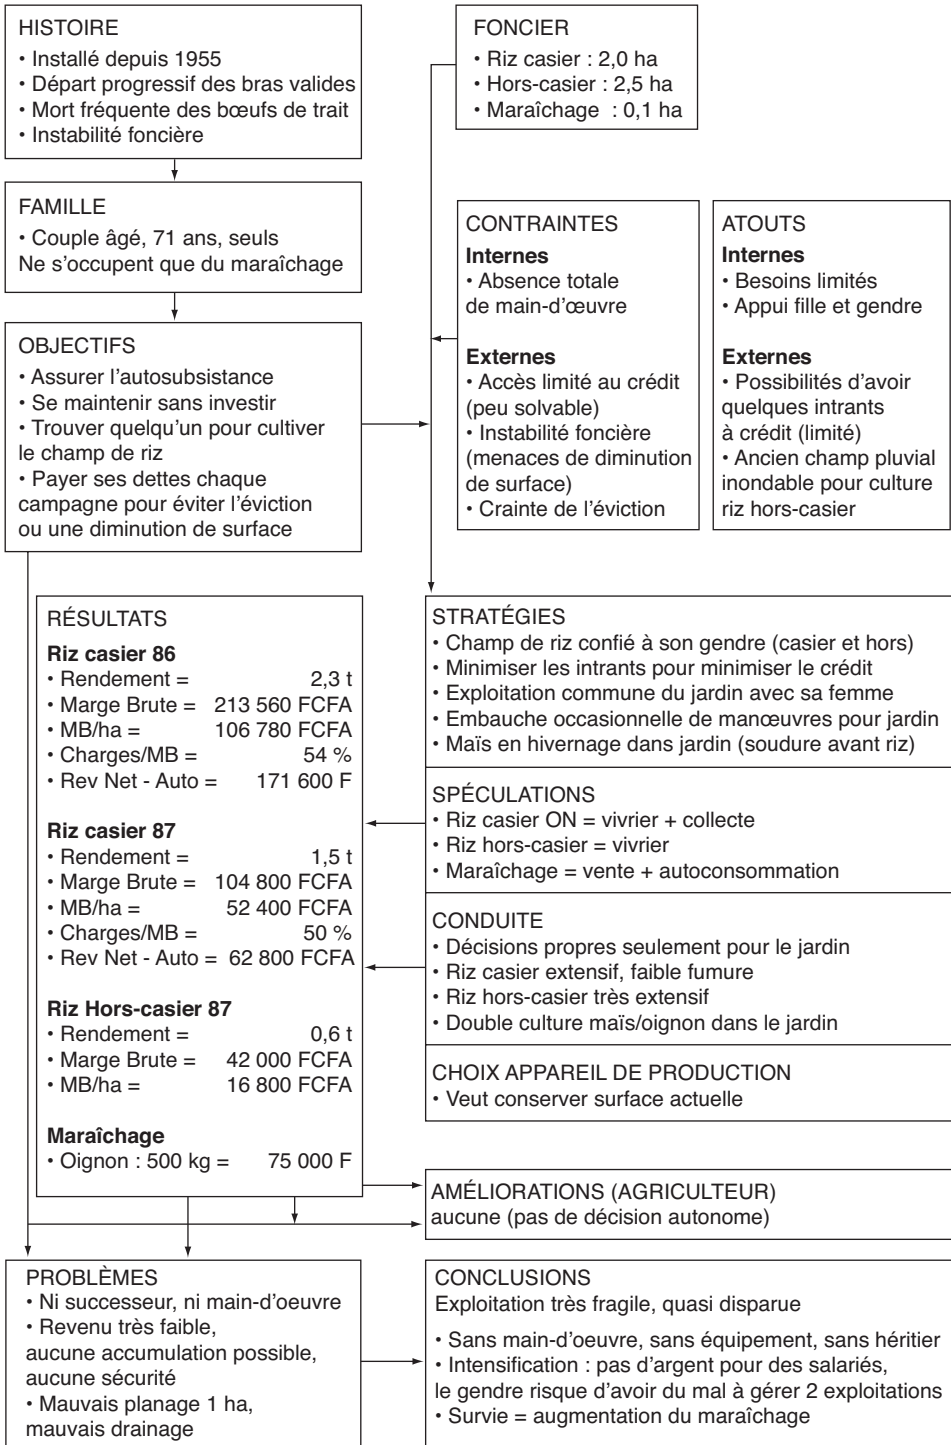 HISTOIRE
• Installé depuis 1955
• Départ progressif des bras valides
• Mort fréquente des bœufs de trait
• Instabilité foncière
FONCIER
• Riz casier : 2,0 ha
• Hors-casier : 2,5 ha
• Maraîchage : 0,1 ha
FAMILLE
• Couple âgé, 71 ans, seuls
Ne s'occupent que du maraîchage
CONTRAINTES
Internes
• Absence totale
de main-d'œuvre
Externes
• Accès limité au crédit
(peu solvable)
• Instabilité foncière
(menaces de diminution
de surface)
• Crainte de l'éviction
ATOUTS
Internes
• Besoins limités
• Appui fille et gendre
Externes
• Possibilités d'avoir
quelques intrants
à crédit (limité)
• Ancien champ pluvial
inondable pour culture
riz hors-casier
OBJECTIFS
• Assurer l'autosubsistance
• Se maintenir sans investir
• Trouver quelqu'un pour cultiver
le champ de riz
• Payer ses dettes chaque
campagne pour éviter l'éviction
ou une diminution de surface
RÉSULTATS
Riz casier 86
• Rendement = 2,3 t
• Marge Brute = 213 560 FCFA
• MB/ha = 106 780 FCFA
• Charges/MB = 54 %
• Rev Net - Auto = 171 600 F
Riz casier 87
• Rendement = 1,5 t
• Marge Brute = 104 800 FCFA
• MB/ha = 52 400 FCFA
• Charges/MB = 50 %
• Rev Net - Auto = 62 800 FCFA
Riz Hors-casier 87
• Rendement = 0,6 t
• Marge Brute = 42 000 FCFA
• MB/ha = 16 800 FCFA
Maraîchage
• Oignon : 500 kg = 75 000 F
STRATÉGIES
• Champ de riz confié à son gendre (casier et hors)
• Minimiser les intrants pour minimiser le crédit
• Exploitation commune du jardin avec sa femme
• Embauche occasionnelle de manœuvres pour jardin
• Maïs en hivernage dans jardin (soudure avant riz)
SPÉCULATIONS
• Riz casier ON = vivrier + collecte
• Riz hors-casier = vivrier
• Maraîchage = vente + autoconsommation
CONDUITE
• Décisions propres seulement pour le jardin
• Riz casier extensif, faible fumure
• Riz hors-casier très extensif
• Double culture maïs/oignon dans le jardin
CHOIX APPAREIL DE PRODUCTION
• Veut conserver surface actuelle
AMÉLIORATIONS (AGRICULTEUR)
aucune (pas de décision autonome)
PROBLÈMES
• Ni successeur, ni main-d'oeuvre
• Revenu très faible,
aucune accumulation possible,
aucune sécurité
• Mauvais planage 1 ha,
mauvais drainage
CONCLUSIONS
Exploitation très fragile, quasi disparue
• Sans main-d'oeuvre, sans équipement, sans héritier
• Intensification : pas d'argent pour des salariés,
le gendre risque d'avoir du mal à gérer 2 exploitations
• Survie = augmentation du maraîchage